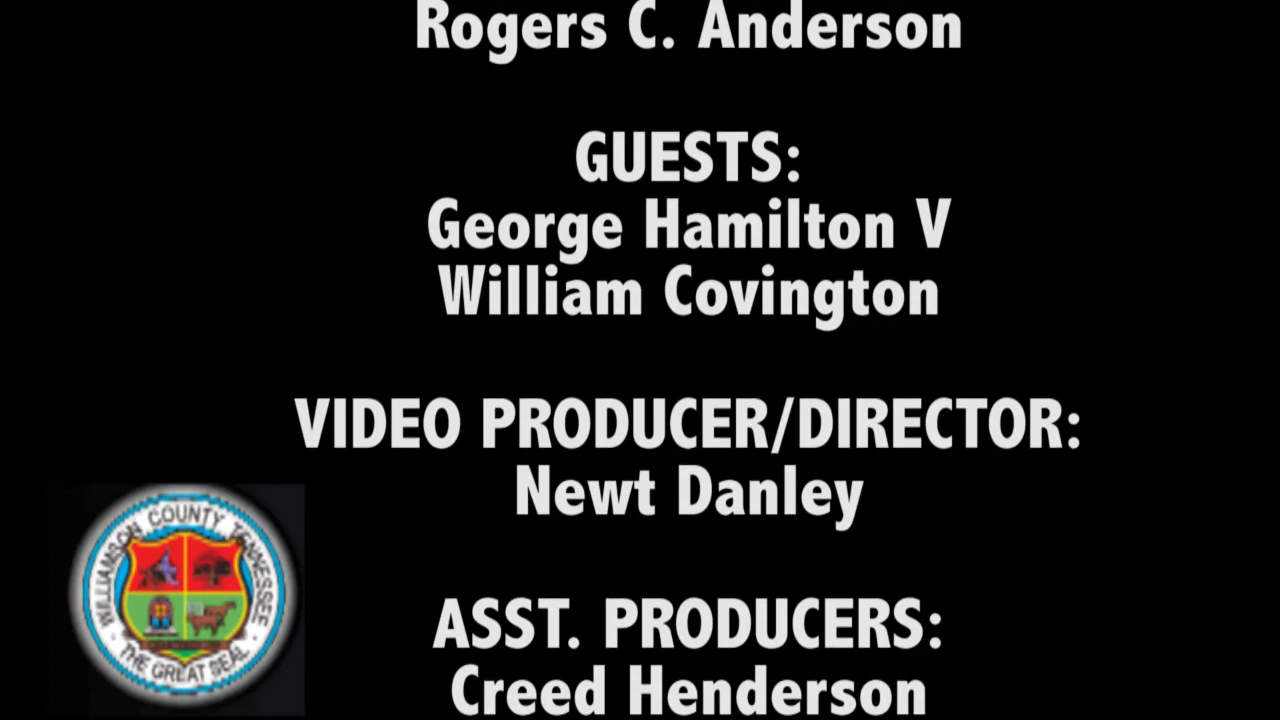 Rogers C. Anderson
GUESTS:
George Hamilton V
William Covington
VIDEO PRODUCER/DIRECTOR:
Newt Danley
WILLIAMSON COUNTY, TENNESSEE
· THE GREAT SEAL ·
ASST. PRODUCERS:
Creed Henderson